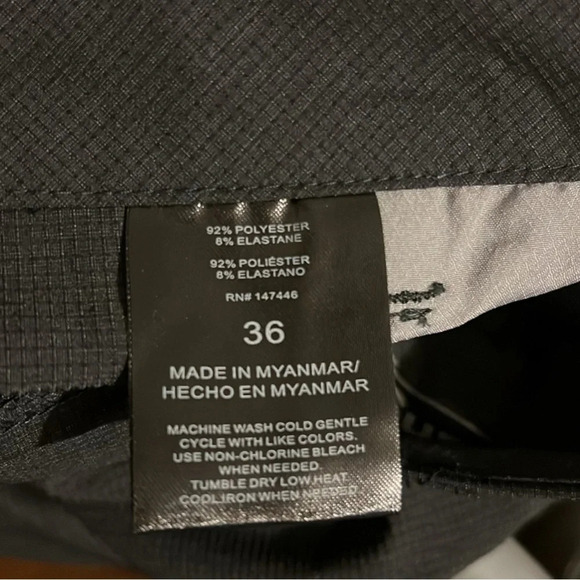 92% POLYESTER
8% ELASTANE
92% POLIÉSTER
8% ELASTANO
RN# 147446
36
MADE IN MYANMAR/
HECHO EN MYANMAR
MACHINE WASH COLD GENTLE
CYCLE WITH LIKE COLORS.
USE NON-CHLORINE BLEACH
WHEN NEEDED.
TUMBLE DRY LOW HEAT.
COOL IRON WHEN NEEDED.